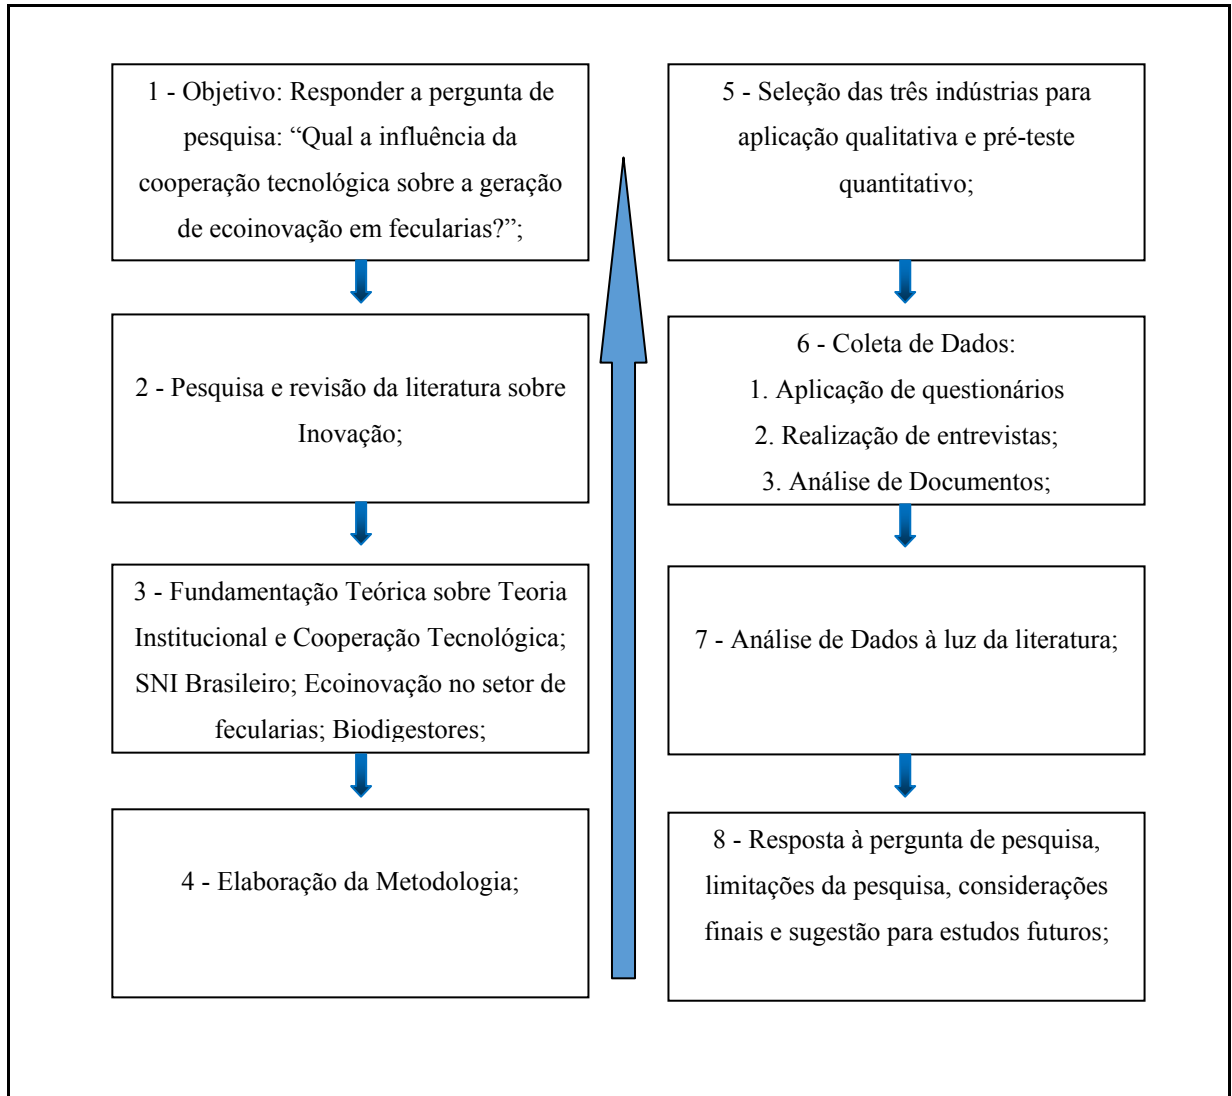 1 - Objetivo: Responder a pergunta de
pesquisa: “Qual a influência da
cooperação tecnológica sobre a geração
de ecoinovação em fecularias?”;
2 - Pesquisa e revisão da literatura sobre
Inovação;
3 - Fundamentação Teórica sobre Teoria
Institucional e Cooperação Tecnológica;
SNI Brasileiro; Ecoinovação no setor de
fecularias; Biodigestores;
4 - Elaboração da Metodologia;
5 - Seleção das três indústrias para
aplicação qualitativa e pré-teste
quantitativo;
6 - Coleta de Dados:
1. Aplicação de questionários
2. Realização de entrevistas;
3. Análise de Documentos;
7 - Análise de Dados à luz da literatura;
8 - Resposta à pergunta de pesquisa,
limitações da pesquisa, considerações
finais e sugestão para estudos futuros;